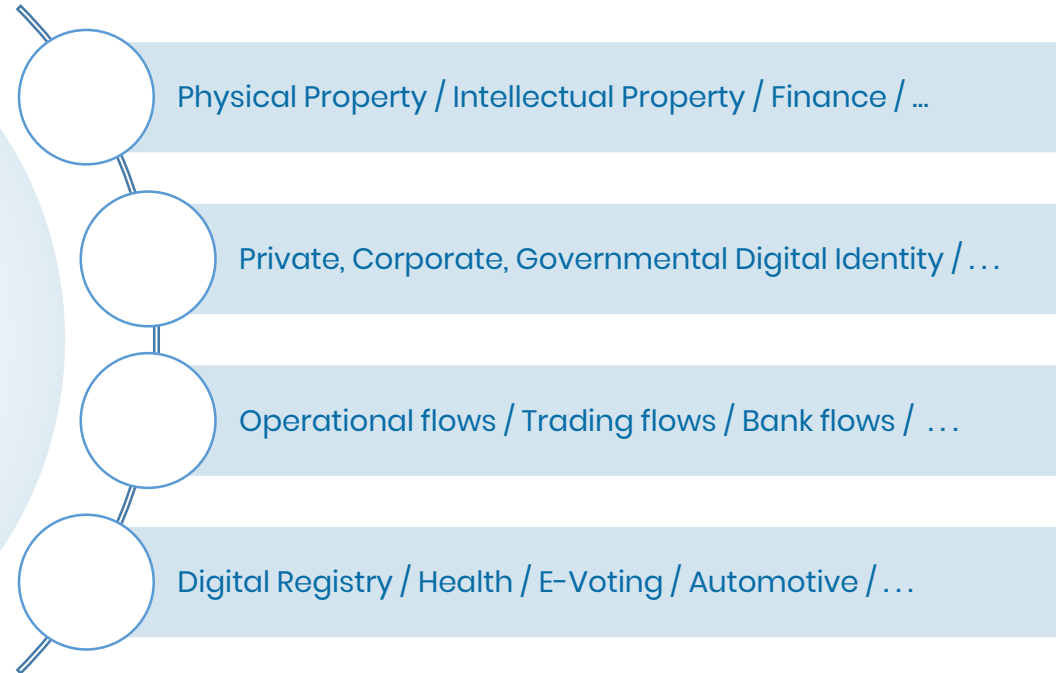 Physical Property / Intellectual Property / Finance / ...
Private, Corporate, Governmental Digital Identity / . . .
Operational flows / Trading flows / Bank flows /  . . .
Digital Registry / Health / E-Voting / Automotive / . . .